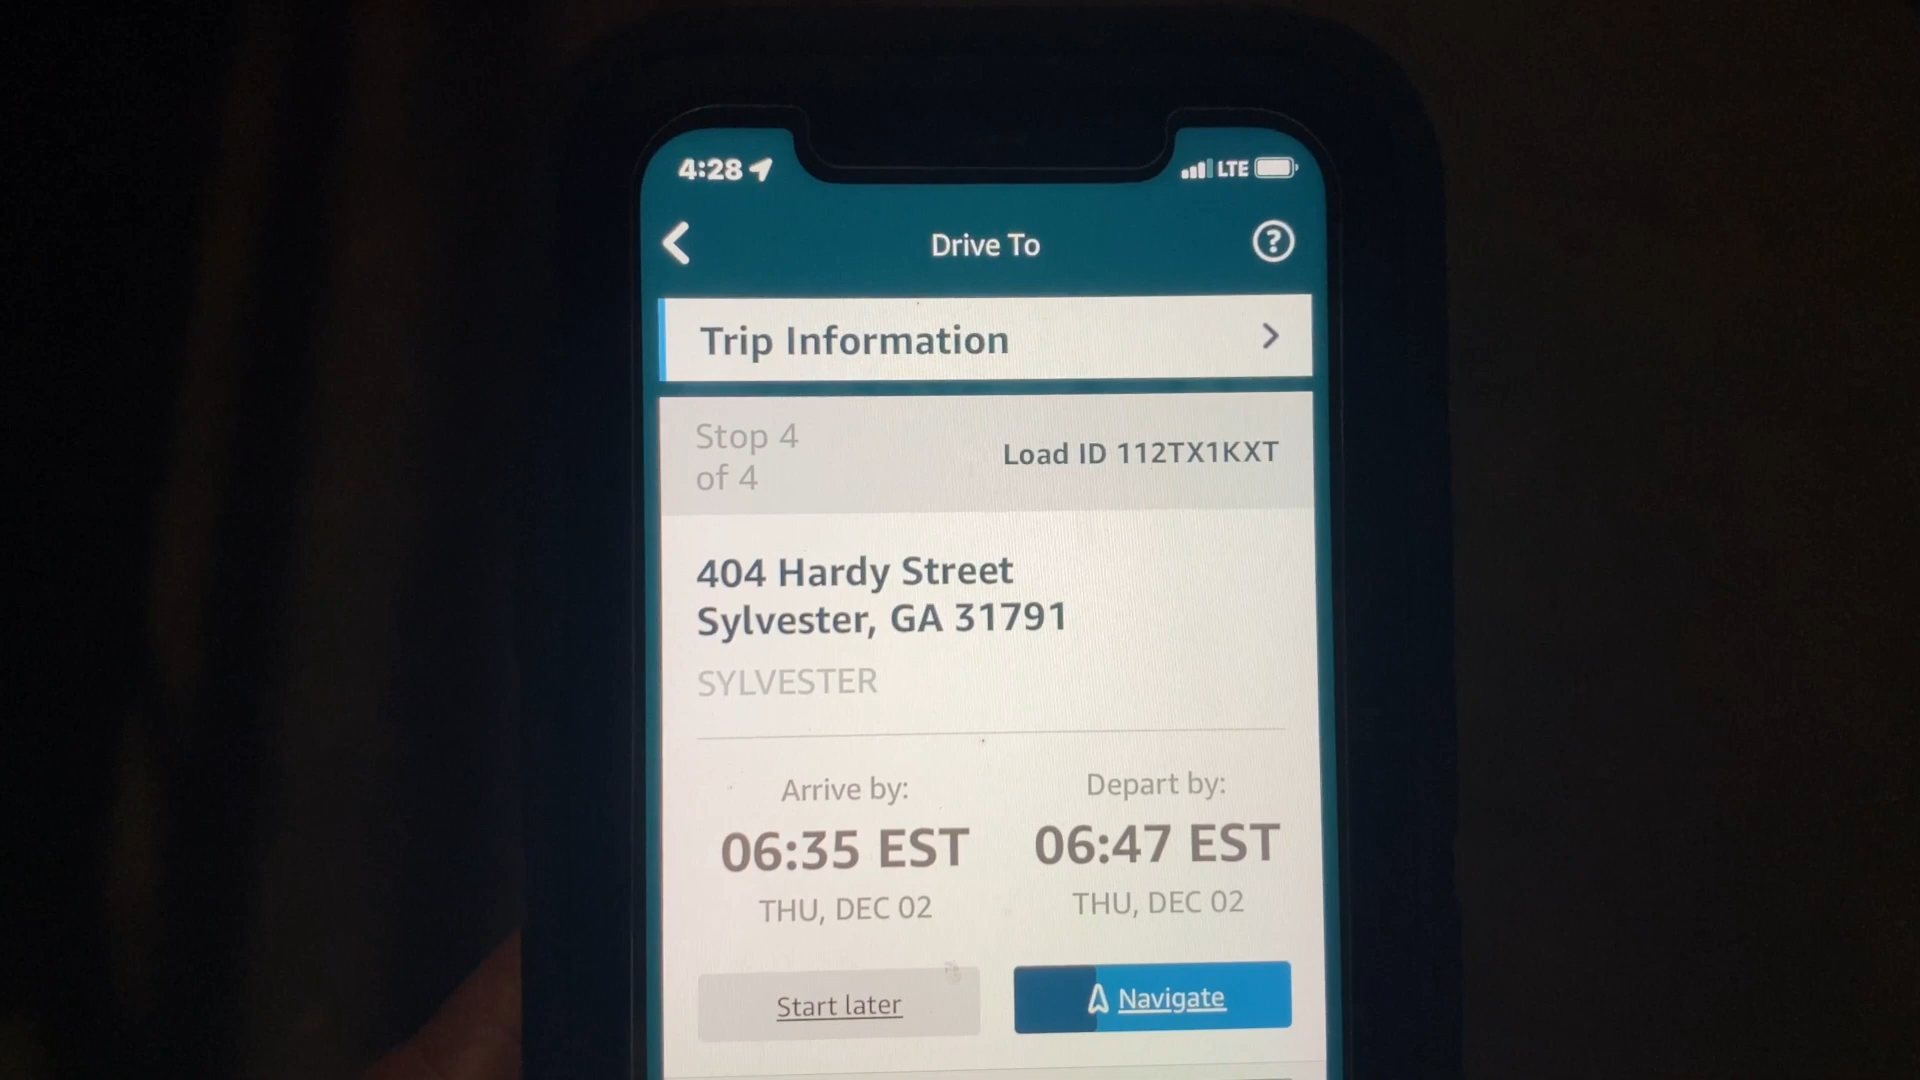 4:28
LTE
Drive To
?
Trip Information
Stop 4
of 4
Load ID 112TX1KXT
404 Hardy Street
Sylvester, GA 31791
SYLVESTER
Arrive by:
06:35 EST
THU, DEC 02
Depart by:
06:47 EST
THU, DEC 02
Start later
Navigate